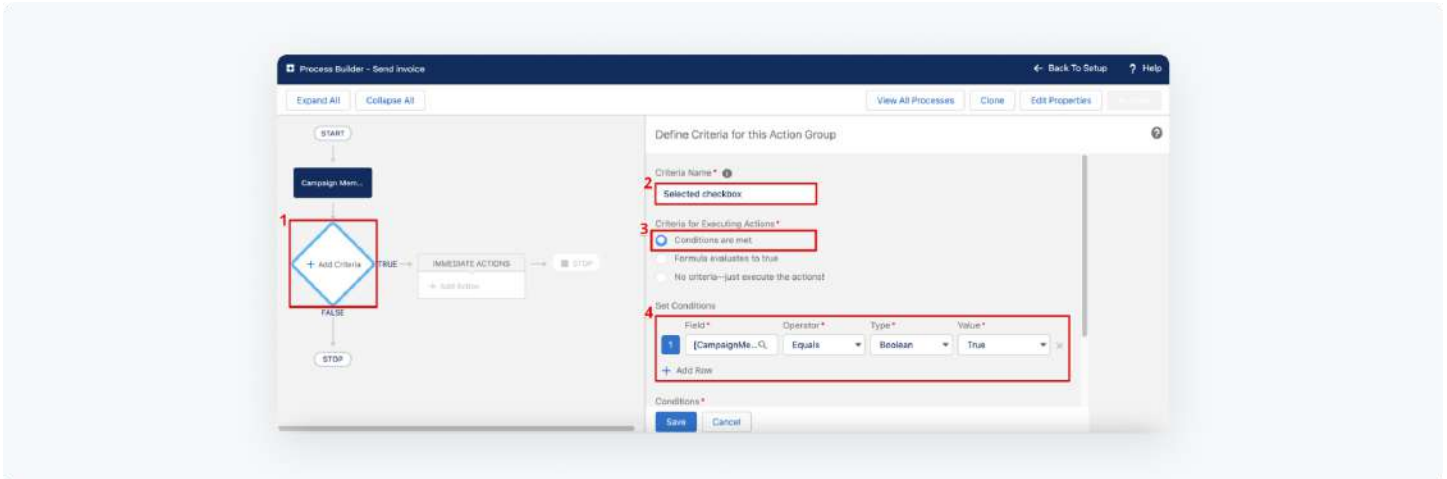 Process Builder - Send invoice
← Back To Setup
? Help
Expand All
Collapse All
View All Processes
Clone
Edit Properties
START
Campaign Mem...
1
+ Add Criteria
TRUE
IMMEDIATE ACTIONS
+ Add Action
STOP
FALSE
STOP
Define Criteria for this Action Group
Criteria Name *
2
Selected checkbox
Criteria for Executing Actions *
3
Conditions are met
Formula evaluates to true
No criteria—just execute the actions!
Set Conditions
4
Field * Operator * Type * Value *
1 [CampaignMe... Equals Boolean True
+ Add Row
Conditions *
Save
Cancel